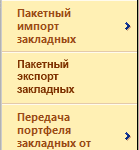 Пакетный
импорт
закладных
Пакетный
экспорт
закладных
Передача
портфеля
закладных от